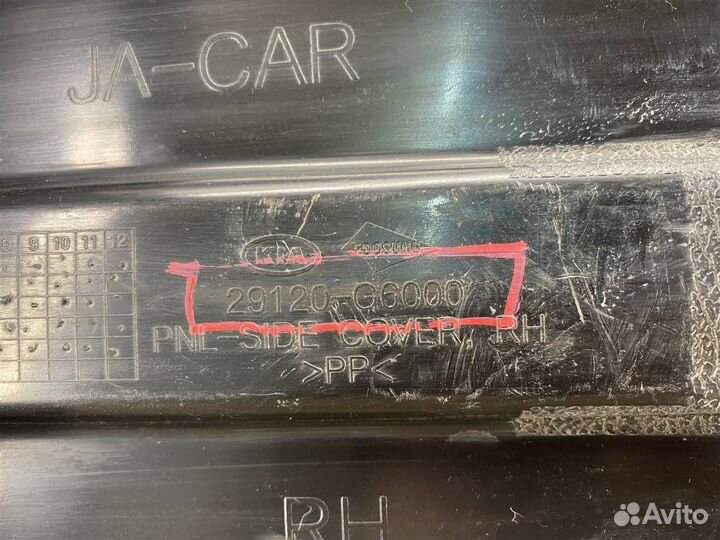 JA-CAR
8 9 10 11 12
KIA
29120-G6000
PNL-SIDE COVER, RH
>PP<
RH
Avito